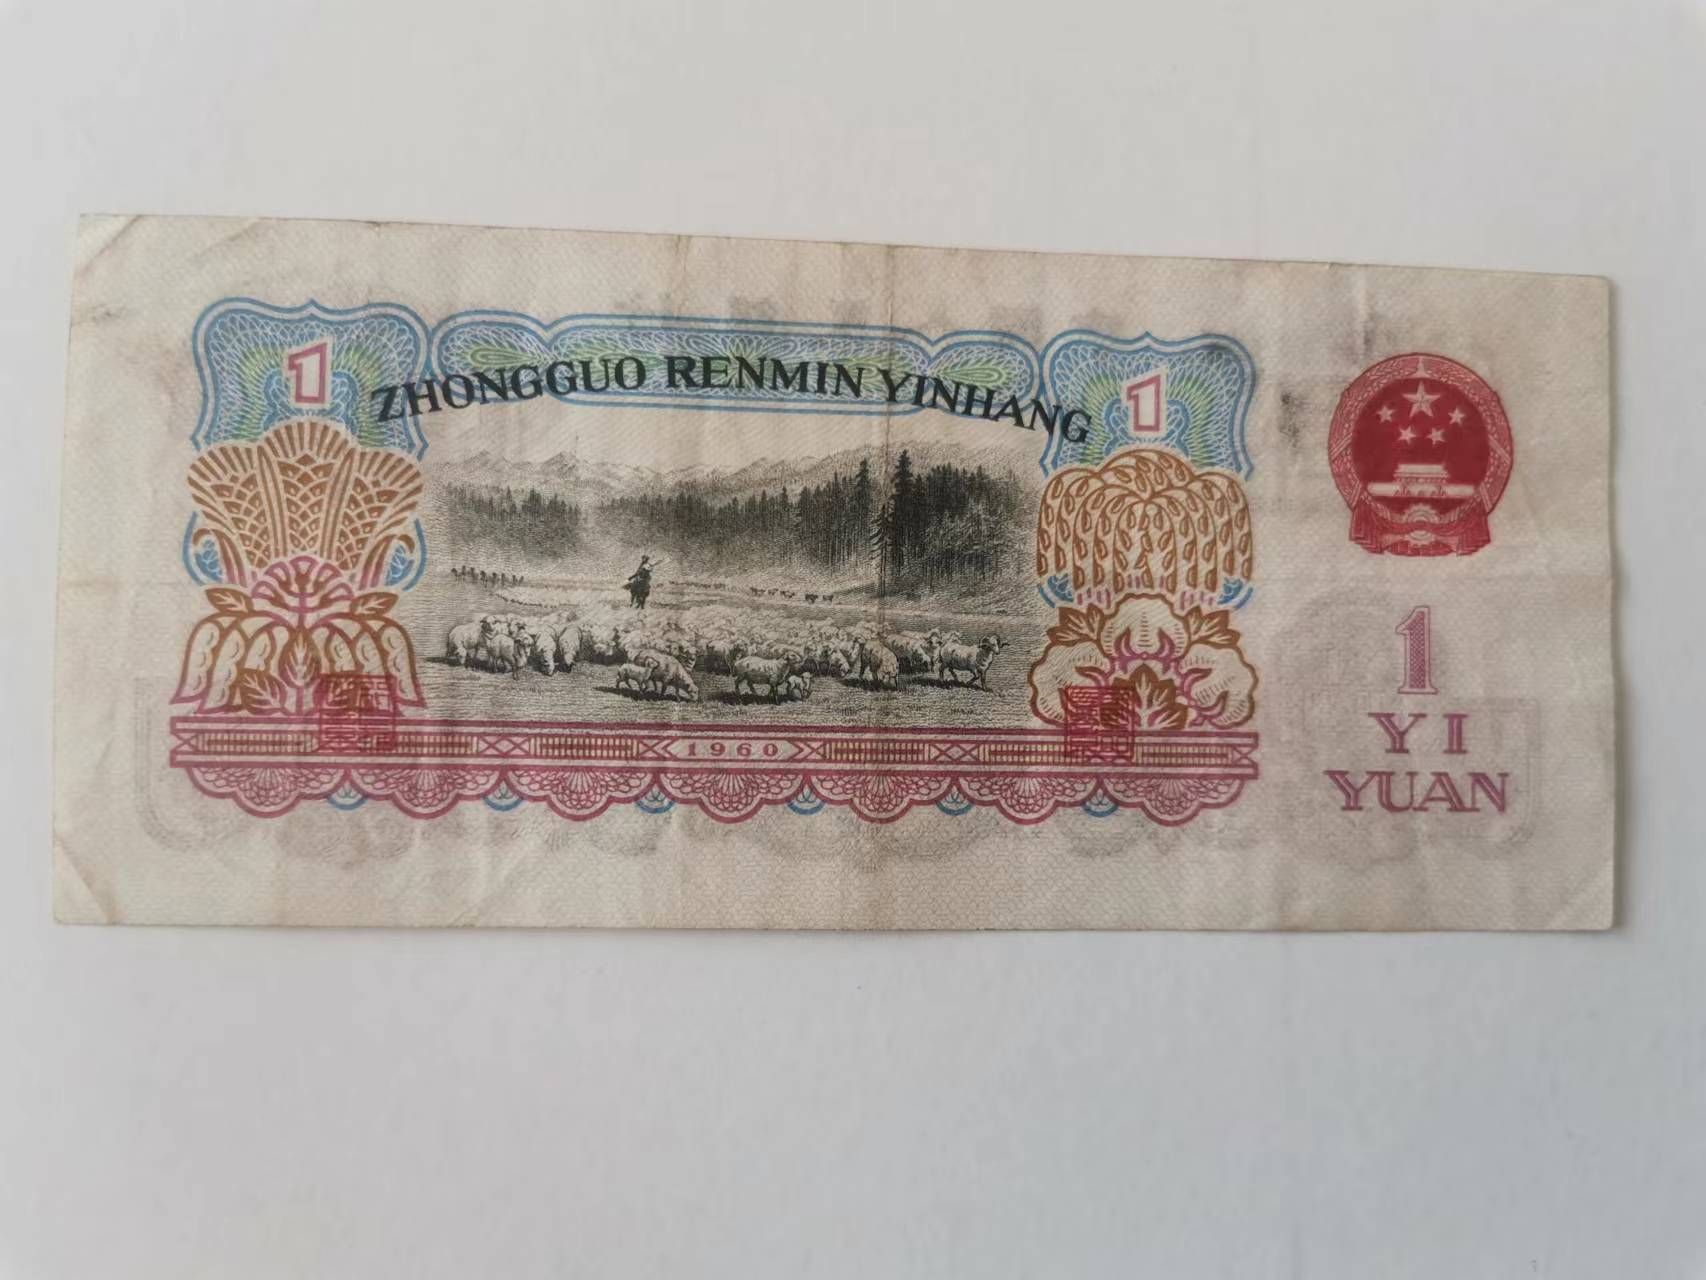 1
1
ZHONGGUO RENMIN YINHANG
1960
1
YI
YUAN